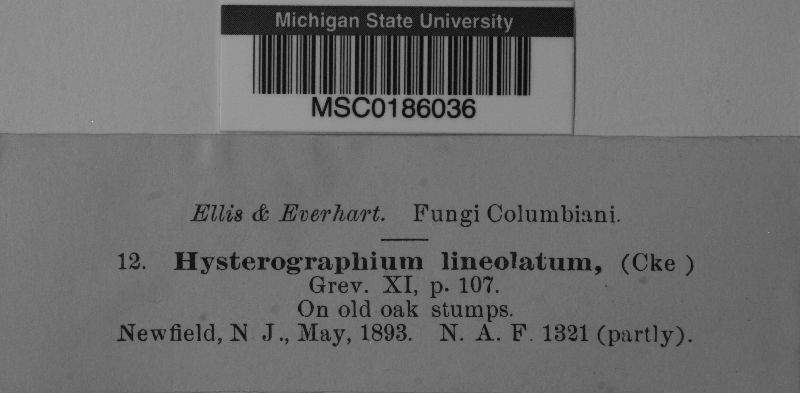 Michigan State University
MSC0186036
Ellis & Everhart. Fungi Columbiani.
12. Hysterographium lineolatum, (Cke )
Grev. XI, p. 107.
On old oak stumps.
Newfield, N J., May, 1893. N. A. F. 1321 (partly).